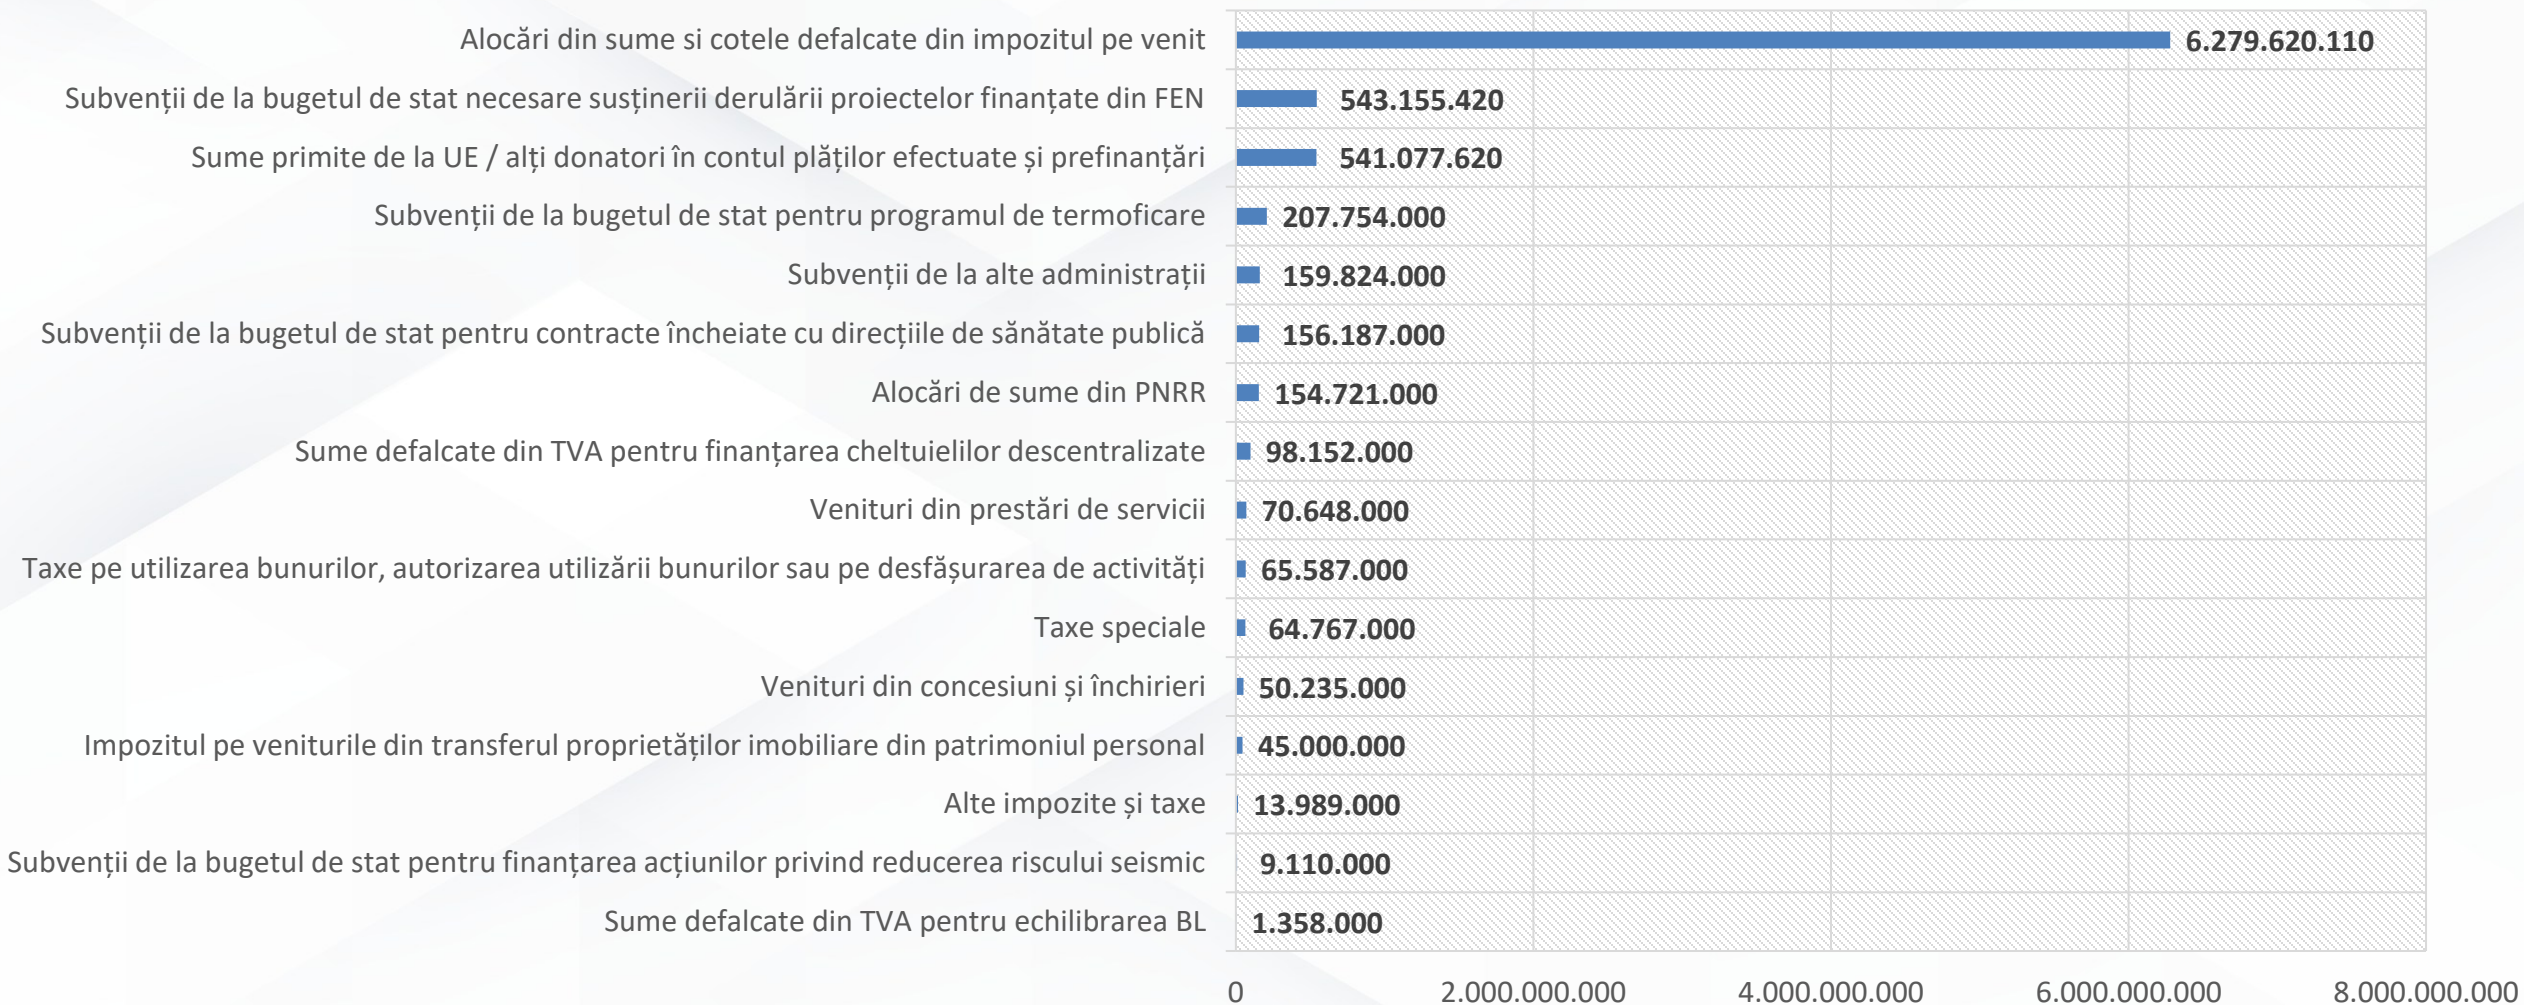 Alocări din sume si cotele defalcate din impozitul pe venit 6.279.620.110
Subvenții de la bugetul de stat necesare susținerii derulării proiectelor finanțate din FEN 543.155.420
Sume primite de la UE / alți donatori în contul plăților efectuate și prefinanțări 541.077.620
Subvenții de la bugetul de stat pentru programul de termoficare 207.754.000
Subvenții de la alte administrații 159.824.000
Subvenții de la bugetul de stat pentru contracte încheiate cu direcțiile de sănătate publică 156.187.000
Alocări de sume din PNRR 154.721.000
Sume defalcate din TVA pentru finanțarea cheltuielilor descentralizate 98.152.000
Venituri din prestări de servicii 70.648.000
Taxe pe utilizarea bunurilor, autorizarea utilizării bunurilor sau pe desfășurarea de activități 65.587.000
Taxe speciale 64.767.000
Venituri din concesiuni și închirieri 50.235.000
Impozitul pe veniturile din transferul proprietăților imobiliare din patrimoniul personal 45.000.000
Alte impozite și taxe 13.989.000
Subvenții de la bugetul de stat pentru finanțarea acțiunilor privind reducerea riscului seismic 9.110.000
Sume defalcate din TVA pentru echilibrarea BL 1.358.000
0 2.000.000.000 4.000.000.000 6.000.000.000 8.000.000.000